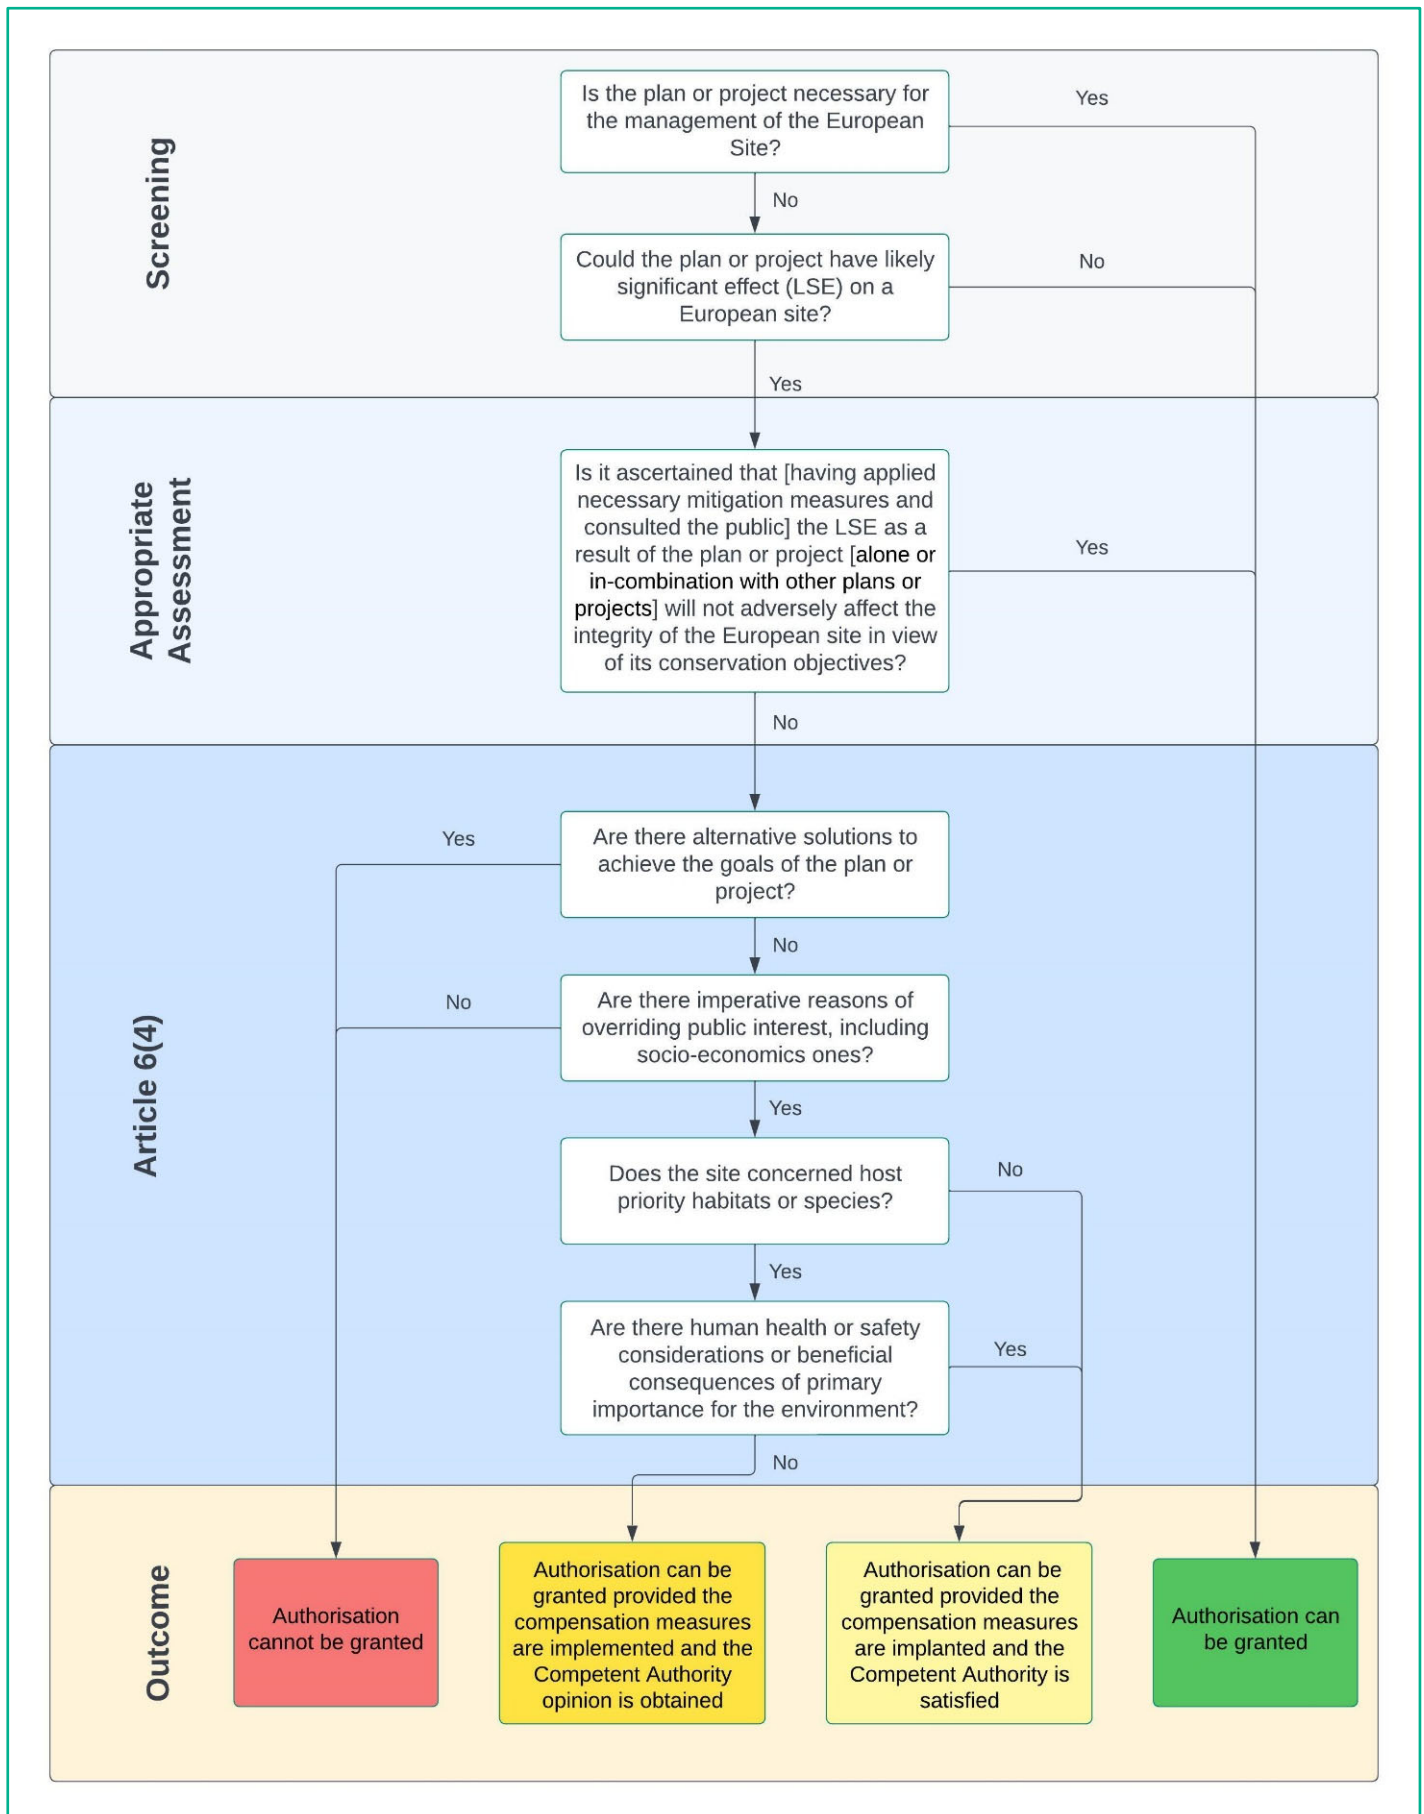 Screening
Is the plan or project necessary for
the management of the European
Site?
Yes
No
Could the plan or project have likely
significant effect (LSE) on a
European site?
No
Yes
Appropriate
Assessment
Is it ascertained that [having applied
necessary mitigation measures and
consulted the public] the LSE as a
result of the plan or project [alone or
in-combination with other plans or
projects] will not adversely affect the
integrity of the European site in view
of its conservation objectives?
Yes
No
Article 6(4)
Are there alternative solutions to
achieve the goals of the plan or
project?
Yes
No
Are there imperative reasons of
overriding public interest, including
socio-economics ones?
No
Yes
Does the site concerned host
priority habitats or species?
No
Yes
Are there human health or safety
considerations or beneficial
consequences of primary
importance for the environment?
Yes
No
Outcome
Authorisation
cannot be granted
Authorisation can be
granted provided the
compensation measures
are implemented and the
Competent Authority
opinion is obtained
Authorisation can be
granted provided the
compensation measures
are implanted and the
Competent Authority is
satisfied
Authorisation can
be granted